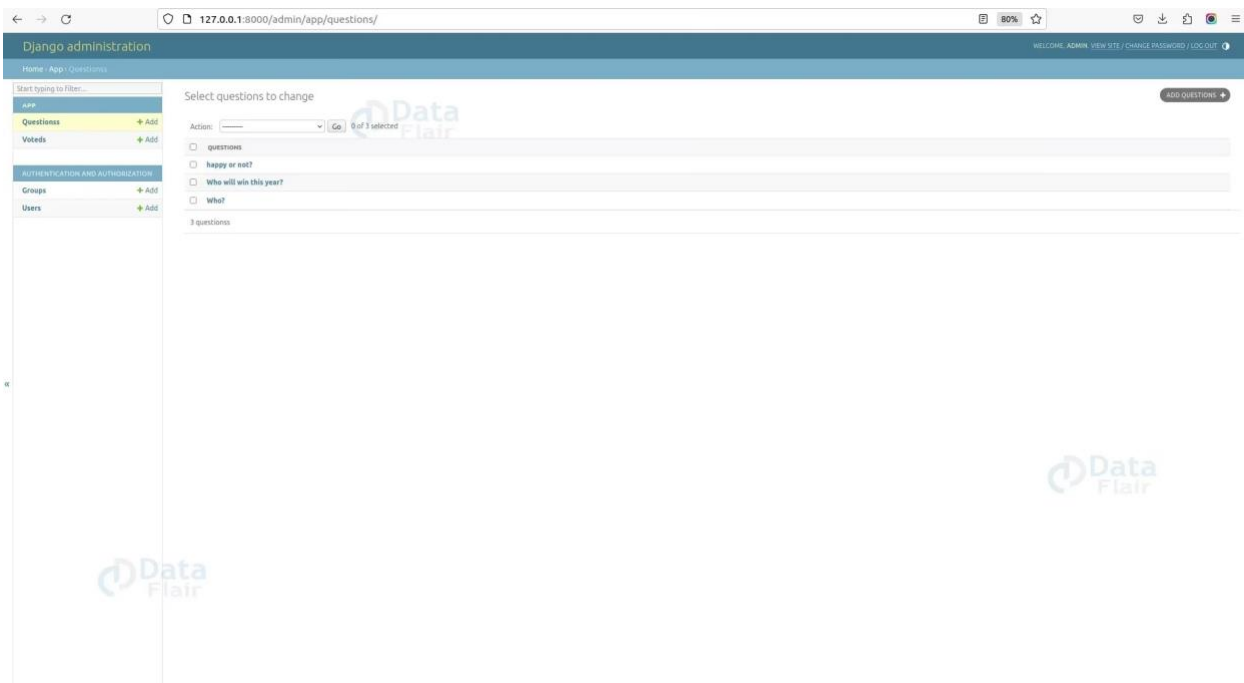 127.0.0.1:8000/admin/app/questions/
80%
Django administration
WELCOME, ADMIN. VIEW SITE / CHANGE PASSWORD / LOG OUT
Home › App › Questionss
Start typing to filter...
APP
Questionss + Add
Voteds + Add
AUTHENTICATION AND AUTHORIZATION
Groups + Add
Users + Add
Select questions to change
ADD QUESTIONS +
Action: --------- Go 0 of 3 selected
QUESTIONS
happy or not?
Who will win this year?
Who?
3 questionss
«
Data
Flair
Data
Flair
Data
Flair